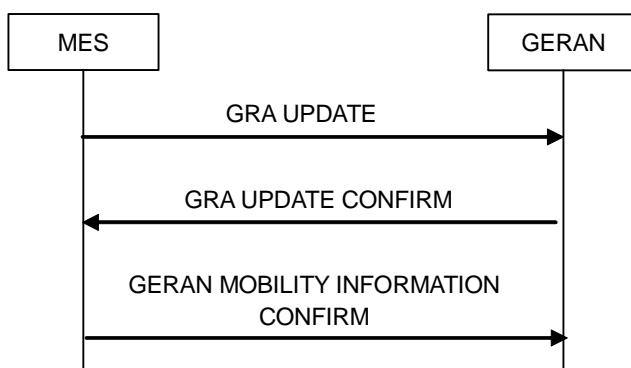 MES
GERAN
GRA UPDATE
GRA UPDATE CONFIRM
GERAN MOBILITY INFORMATION
CONFIRM